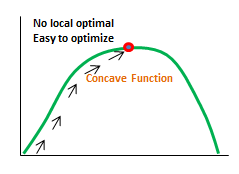 No local optimal
Easy to optimize
Concave Function